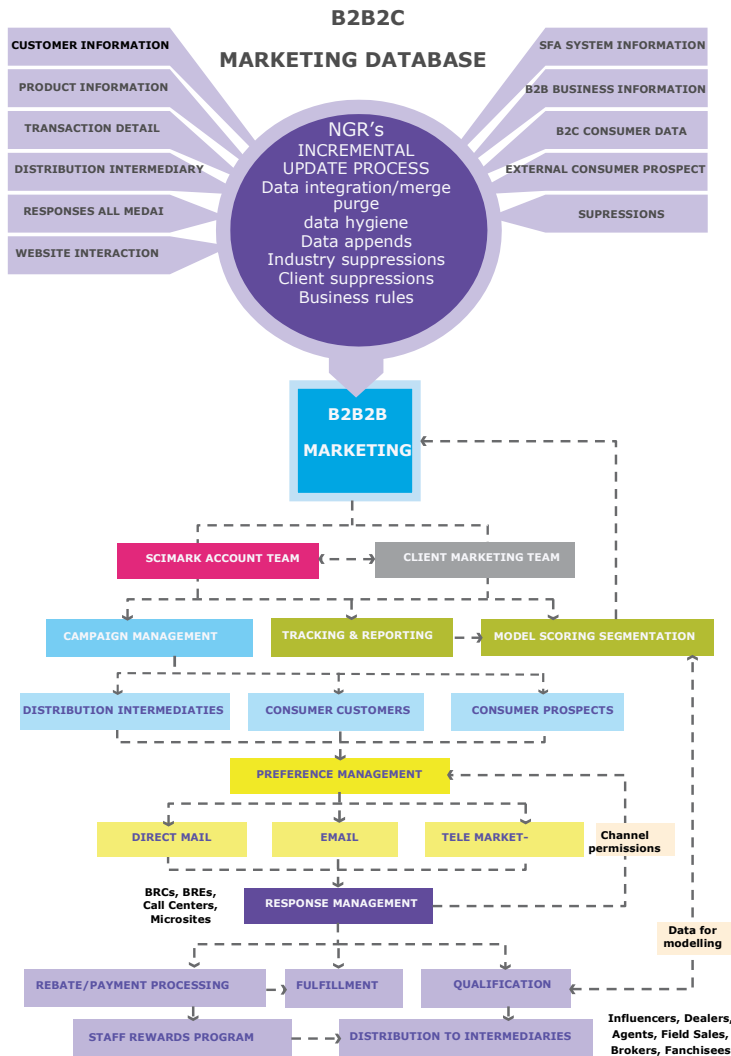 B2B2C
MARKETING DATABASE
CUSTOMER INFORMATION
PRODUCT INFORMATION
TRANSACTION DETAIL
DISTRIBUTION INTERMEDIARY
RESPONSES ALL MEDAI
WEBSITE INTERACTION
SFA SYSTEM INFORMATION
B2B BUSINESS INFORMATION
B2C CONSUMER DATA
EXTERNAL CONSUMER PROSPECT
SUPRESSIONS
NGR's
INCREMENTAL
UPDATE PROCESS
Data integration/merge
purge
data hygiene
Data appends
Industry suppressions
Client suppressions
Business rules
B2B2B
MARKETING
SCIMARK ACCOUNT TEAM
CLIENT MARKETING TEAM
CAMPAIGN MANAGEMENT
TRACKING & REPORTING
MODEL SCORING SEGMENTATION
DISTRIBUTION INTERMEDIATIES
CONSUMER CUSTOMERS
CONSUMER PROSPECTS
PREFERENCE MANAGEMENT
DIRECT MAIL
EMAIL
TELE MARKET-
Channel
permissions
BRCs, BREs,
Call Centers,
Microsites
RESPONSE MANAGEMENT
Data for
modelling
REBATE/PAYMENT PROCESSING
FULFILLMENT
QUALIFICATION
STAFF REWARDS PROGRAM
DISTRIBUTION TO INTERMEDIARIES
Influencers, Dealers,
Agents, Field Sales,
Brokers, Fanchisees